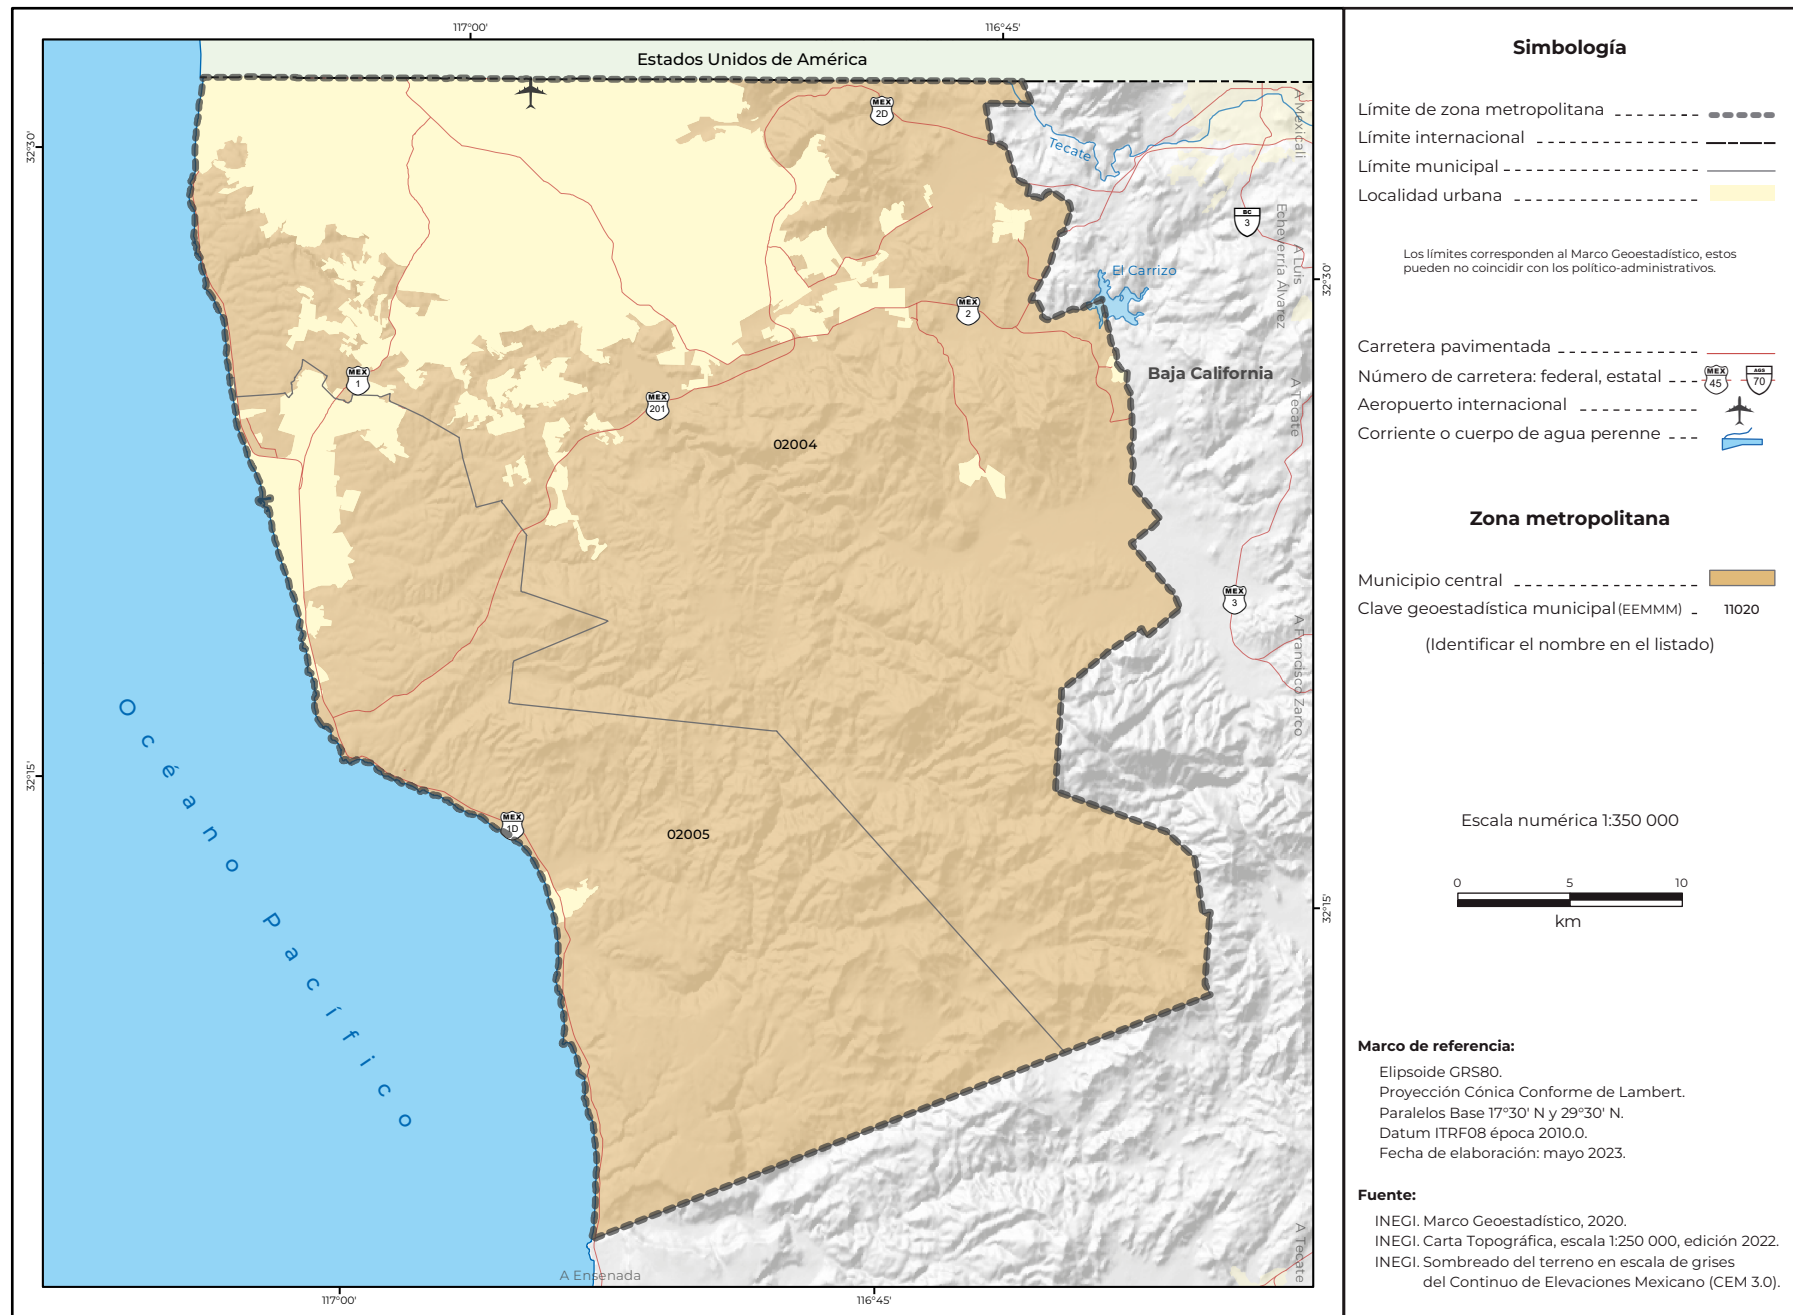 117°00'
116°45'
Estados Unidos de América
MEX
2D
A Mexicali
32°30'
Tecate
BC
3
Echeverría Álvarez
A Luis
El Carrizo
32°30'
MEX
2
Baja California
MEX
1
MEX
201
A Tecate
02004
MEX
3
A Francisco Zarco
Océano Pacífico
32°15'
MEX
1D
02005
32°15'
A Ensenada
A Tecate
117°00'
116°45'
Simbología
Límite de zona metropolitana
Límite internacional
Límite municipal
Localidad urbana
Los límites corresponden al Marco Geoestadístico, estos
pueden no coincidir con los político-administrativos.
Carretera pavimentada
Número de carretera: federal, estatal
MEX
45
AGS
70
Aeropuerto internacional
Corriente o cuerpo de agua perenne
Zona metropolitana
Municipio central
Clave geoestadística municipal (EEMMM) 11020
(Identificar el nombre en el listado)
Escala numérica 1:350 000
0 5 10
km
Marco de referencia:
Elipsoide GRS80.
Proyección Cónica Conforme de Lambert.
Paralelos Base 17°30' N y 29°30' N.
Datum ITRF08 época 2010.0.
Fecha de elaboración: mayo 2023.
Fuente:
INEGI. Marco Geoestadístico, 2020.
INEGI. Carta Topográfica, escala 1:250 000, edición 2022.
INEGI. Sombreado del terreno en escala de grises
del Continuo de Elevaciones Mexicano (CEM 3.0).